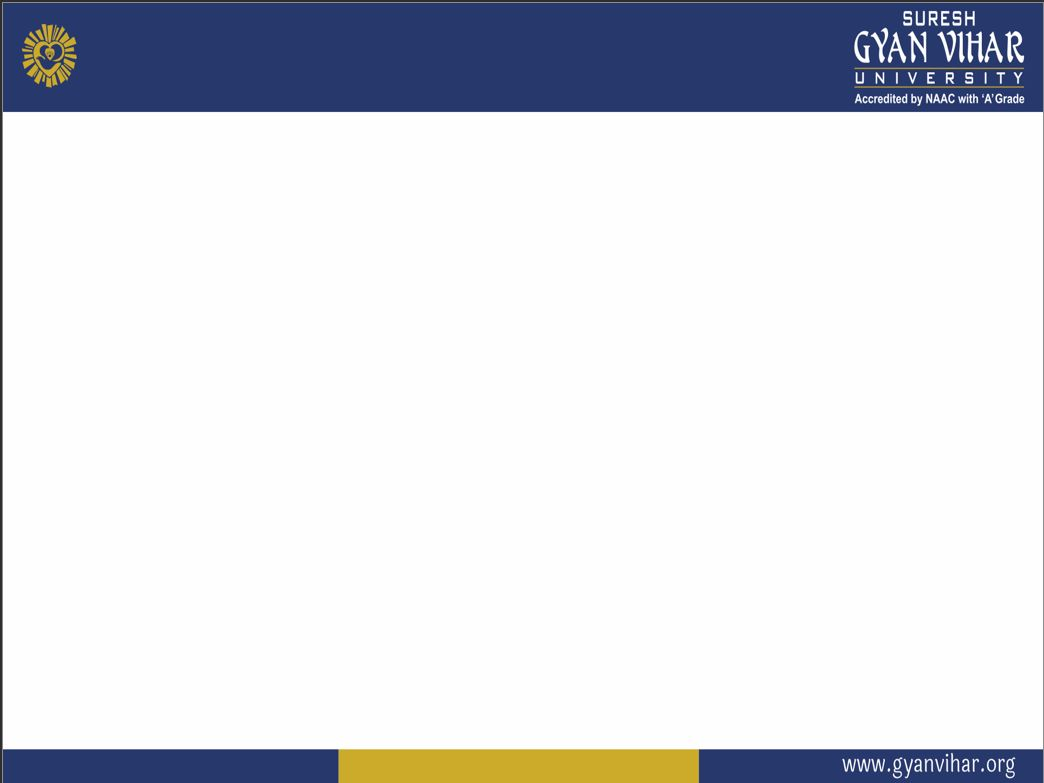 SURESH
GYAN VIHAR
UNIVERSITY
Accredited by NAAC with ‘A’ Grade
www.gyanvihar.org